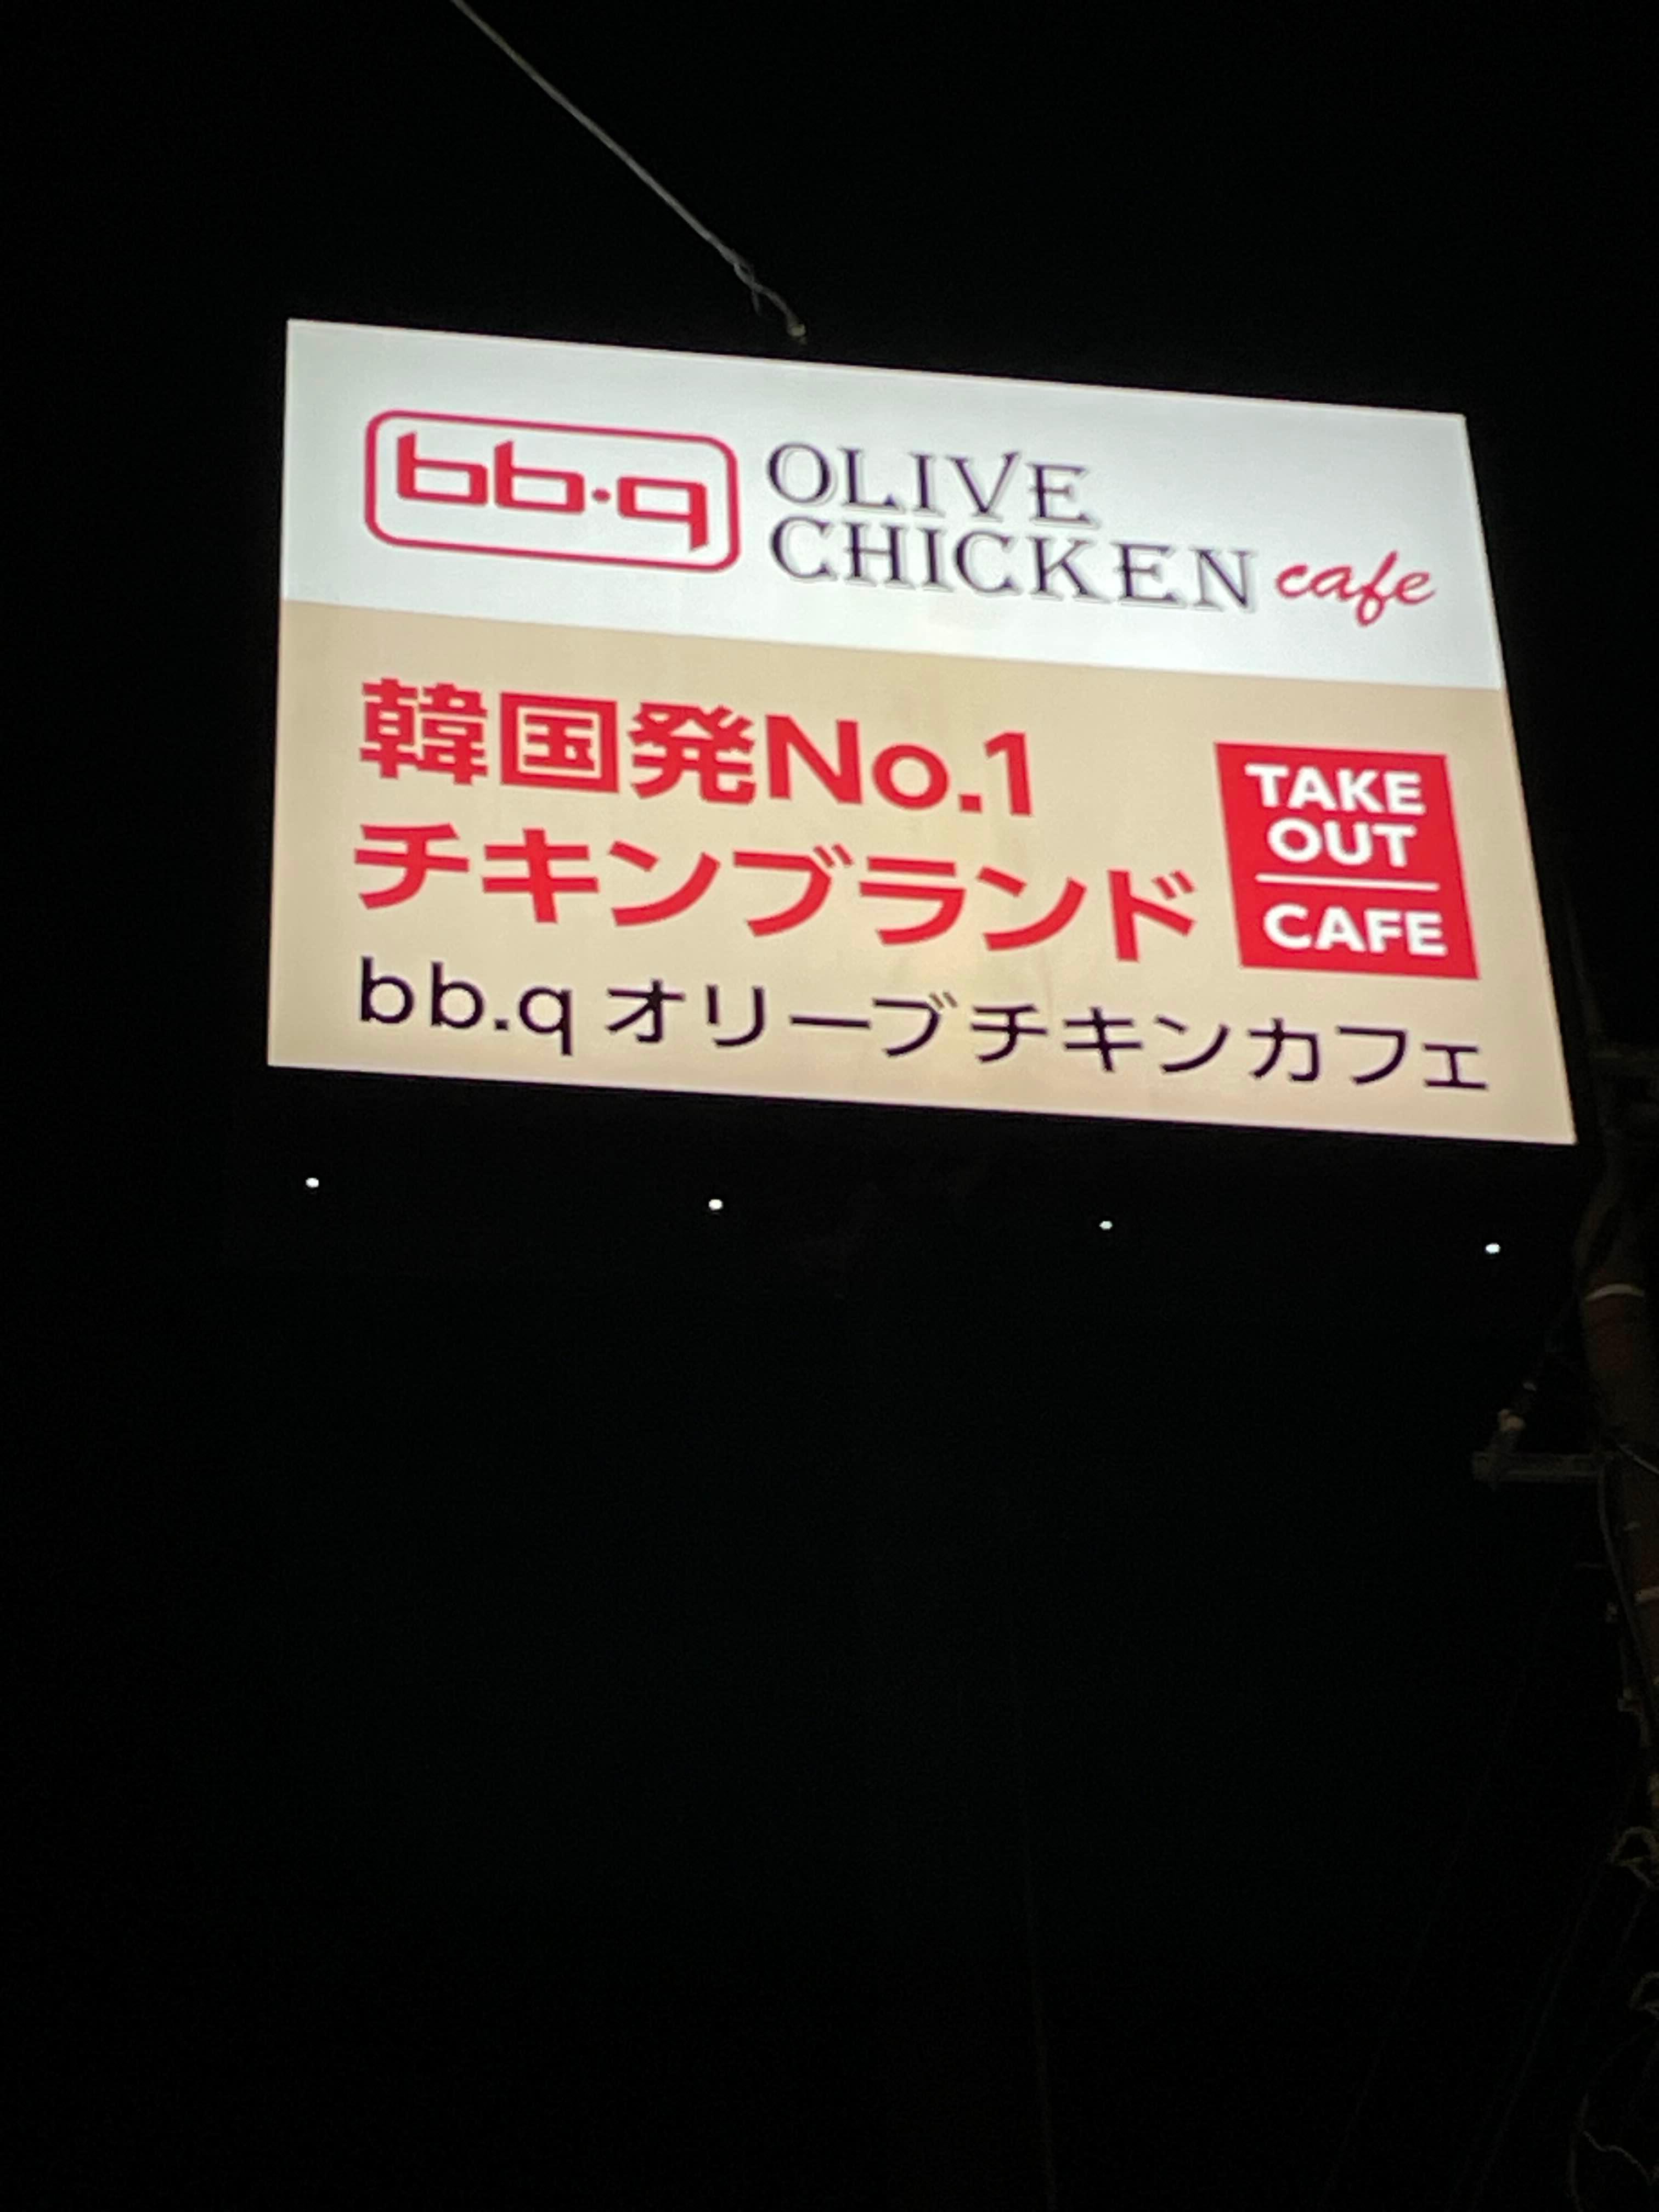 bb.q OLIVE
CHICKEN cafe
韓国発No.1
チキンブランド
TAKE
OUT
CAFE
bb.q オリーブチキンカフェ